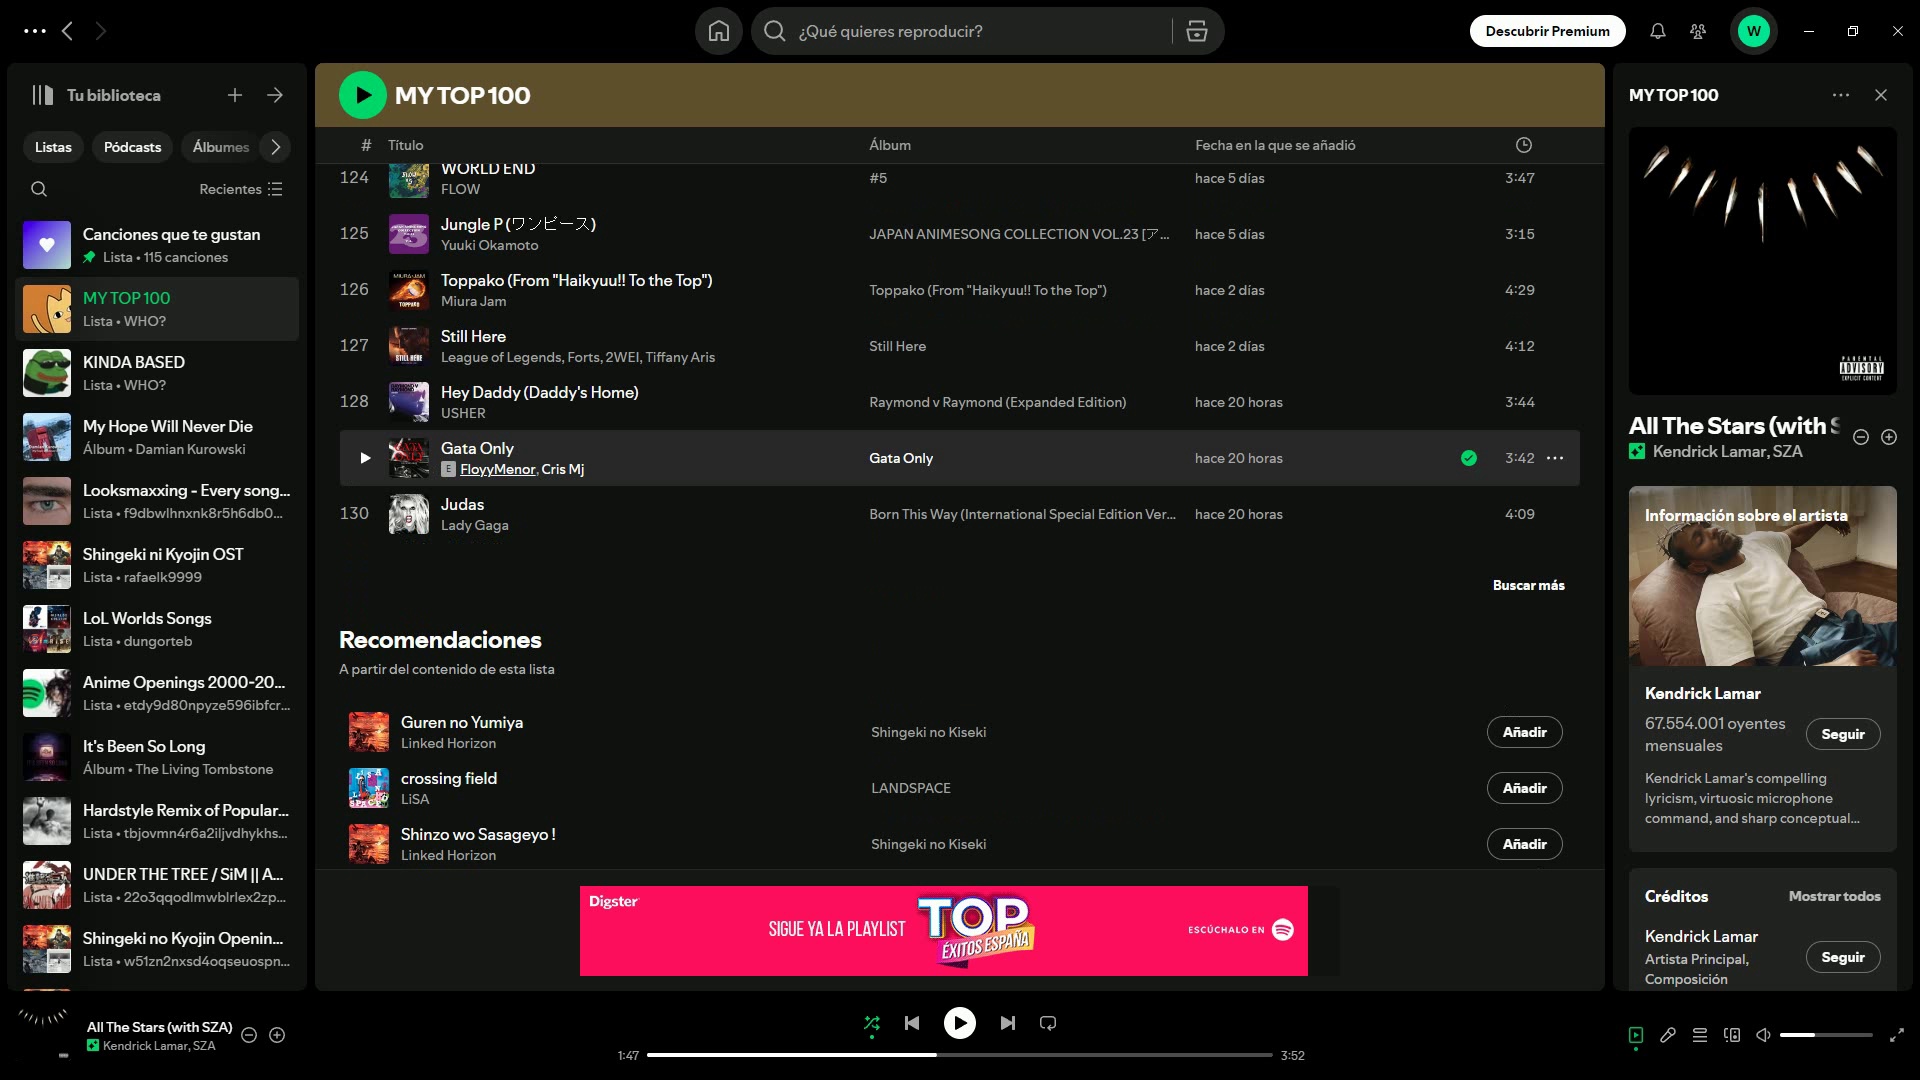 ¿Qué quieres reproducir?
Descubrir Premium
W
Tu biblioteca
Listas
Pódcasts
Álbumes
Recientes
Canciones que te gustan
Lista • 115 canciones
MY TOP 100
Lista • WHO?
KINDA BASED
Lista • WHO?
My Hope Will Never Die
Álbum • Damian Kurowski
Looksmaxxing - Every song...
Lista • f9dbwlhnxnk8r5h6db0...
Shingeki ni Kyojin OST
Lista • rafaelk9999
LoL Worlds Songs
Lista • dungorteb
Anime Openings 2000-20...
Lista • etdy9d80npyze596ibfcr...
It's Been So Long
Álbum • The Living Tombstone
Hardstyle Remix of Popular...
Lista • tbjovmn4r6a2iljvdhykhs...
UNDER THE TREE / SiM || A...
Lista • 22o3qqodlmwblrlex2zp...
Shingeki no Kyojin Openin...
Lista • w51zn2nxsd4oqseuospn...
MY TOP 100
# Título Álbum Fecha en la que se añadió
124 WORLD END FLOW #5 hace 5 días 3:47
125 Jungle P (ワンピース) Yuuki Okamoto JAPAN ANIMESONG COLLECTION VOL.23 [ア... hace 5 días 3:15
126 Toppako (From "Haikyuu!! To the Top") Miura Jam Toppako (From "Haikyuu!! To the Top") hace 2 días 4:29
127 Still Here League of Legends, Forts, 2WEI, Tiffany Aris Still Here hace 2 días 4:12
128 Hey Daddy (Daddy's Home) USHER Raymond v Raymond (Expanded Edition) hace 20 horas 3:44
Gata Only E FloyyMenor, Cris Mj Gata Only hace 20 horas 3:42
130 Judas Lady Gaga Born This Way (International Special Edition Ver... hace 20 horas 4:09
Buscar más
Recomendaciones
A partir del contenido de esta lista
Guren no Yumiya Linked Horizon Shingeki no Kiseki Añadir
crossing field LiSA LANDSPACE Añadir
Shinzo wo Sasageyo ! Linked Horizon Shingeki no Kiseki Añadir
Digster
SIGUE YA LA PLAYLIST
TOP
ÉXITOS ESPAÑA
ESCÚCHALO EN
MY TOP 100
PARENTAL
ADVISORY
EXPLICIT CONTENT
All The Stars (with S
Kendrick Lamar, SZA
Información sobre el artista
Kendrick Lamar
67.554.001 oyentes
mensuales
Seguir
Kendrick Lamar's compelling
lyricism, virtuosic microphone
command, and sharp conceptual...
Créditos
Mostrar todos
Kendrick Lamar
Artista Principal,
Composición
Seguir
All The Stars (with SZA)
Kendrick Lamar, SZA
1:47
3:52